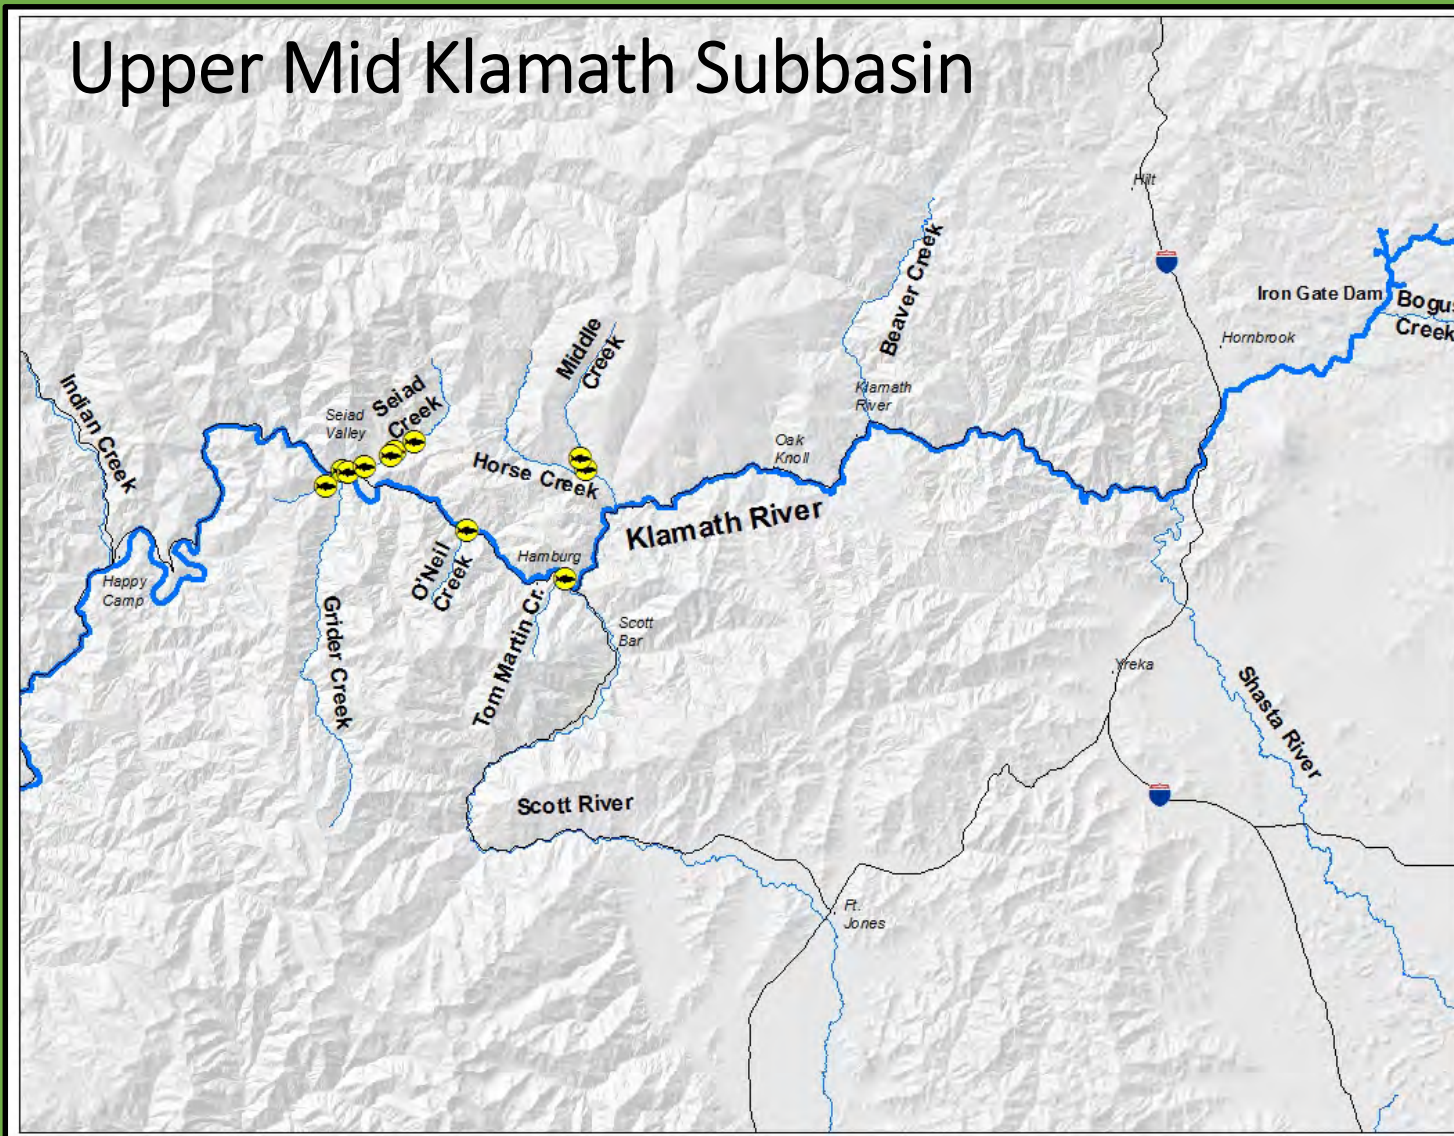 Upper Mid Klamath Subbasin
Hilt
Beaver Creek
Iron Gate Dam
Bogus
Creek
Hornbrook
Middle
Creek
Indian Creek
Seiad
Creek
Seiad
Valley
Klamath
River
Oak
Knoll
Horse Creek
Klamath River
O'Neil
Creek
Hamburg
Happy
Camp
Grider Creek
Tom Martin Cr.
Scott
Bar
Yreka
Shasta River
Scott River
Ft.
Jones